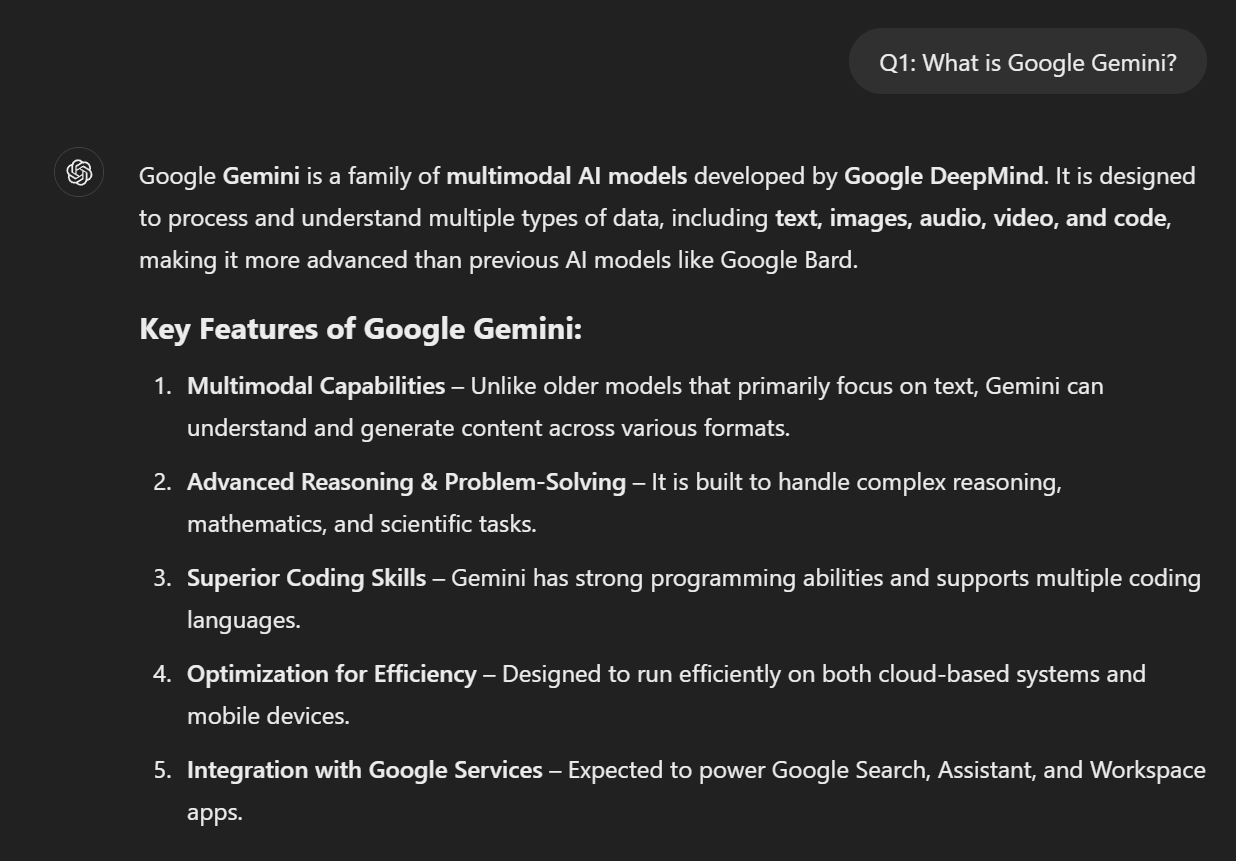 Q1: What is Google Gemini?
Google Gemini is a family of multimodal AI models developed by Google DeepMind. It is designed
to process and understand multiple types of data, including text, images, audio, video, and code,
making it more advanced than previous AI models like Google Bard.
Key Features of Google Gemini:
1. Multimodal Capabilities – Unlike older models that primarily focus on text, Gemini can
understand and generate content across various formats.
2. Advanced Reasoning & Problem-Solving – It is built to handle complex reasoning,
mathematics, and scientific tasks.
3. Superior Coding Skills – Gemini has strong programming abilities and supports multiple coding
languages.
4. Optimization for Efficiency – Designed to run efficiently on both cloud-based systems and
mobile devices.
5. Integration with Google Services – Expected to power Google Search, Assistant, and Workspace
apps.